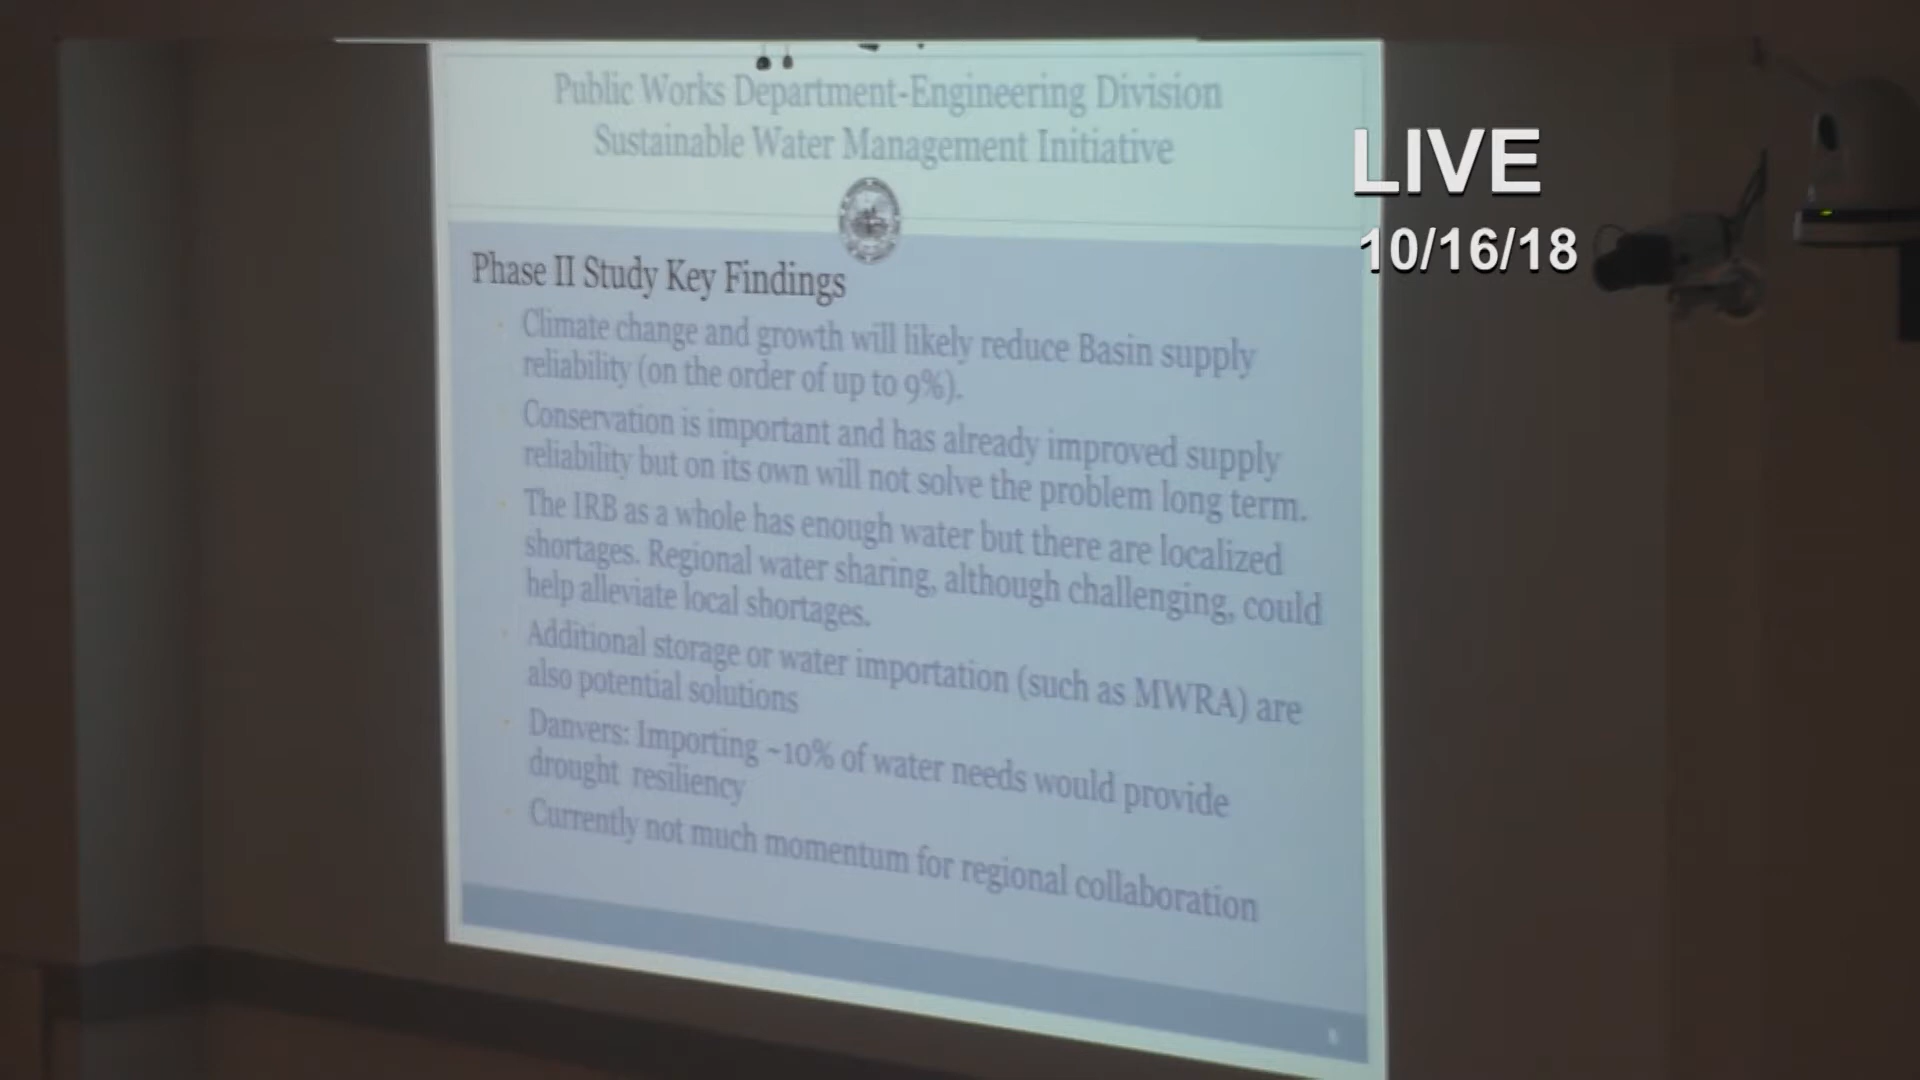 Public Works Department-Engineering Division
Sustainable Water Management Initiative
LIVE
10/16/18
Phase II Study Key Findings
Climate change and growth will likely reduce Basin supply
reliability (on the order of up to 9%).
Conservation is important and has already improved supply
reliability but on its own will not solve the problem long term.
The IRB as a whole has enough water but there are localized
shortages. Regional water sharing, although challenging, could
help alleviate local shortages.
Additional storage or water importation (such as MWRA) are
also potential solutions
Danvers: Importing ~10% of water needs would provide
drought resiliency
Currently not much momentum for regional collaboration